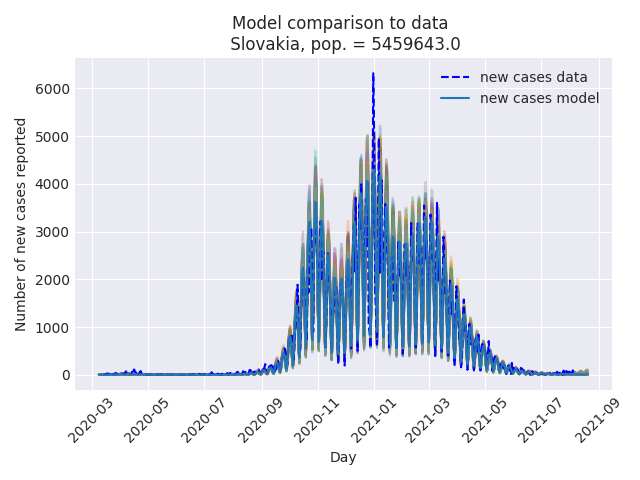 Model comparison to data
Slovakia, pop. = 5459643.0
new cases data
new cases model
Number of new cases reported
6000
5000
4000
3000
2000
1000
0
2020-03
2020-05
2020-07
2020-09
2020-11
2021-01
2021-03
2021-05
2021-07
2021-09
Day